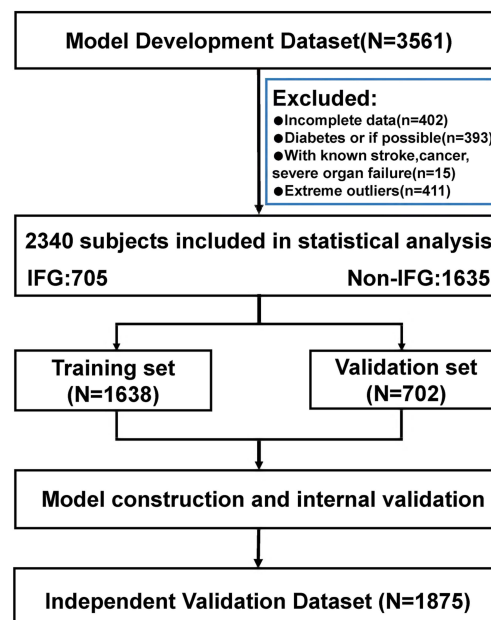 Model Development Dataset(N=3561)
Excluded:
●Incomplete data(n=402)
●Diabetes or if possible(n=393)
●With known stroke,cancer,
severe organ failure(n=15)
●Extreme outliers(n=411)
2340 subjects included in statistical analysis
IFG:705 Non-IFG:1635
Training set
(N=1638)
Validation set
(N=702)
Model construction and internal validation
Independent Validation Dataset (N=1875)